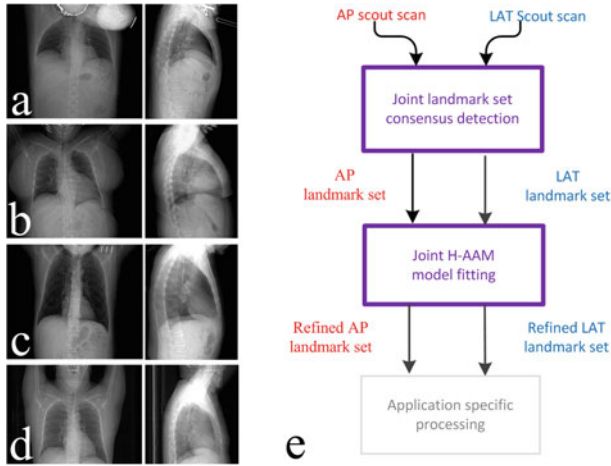 a
b
c
d
AP scout scan
LAT Scout scan
Joint landmark set
consensus detection
AP
landmark set
LAT
landmark set
Joint H-AAM
model fitting
Refined AP
landmark set
Refined LAT
landmark set
Application specific
processing
e